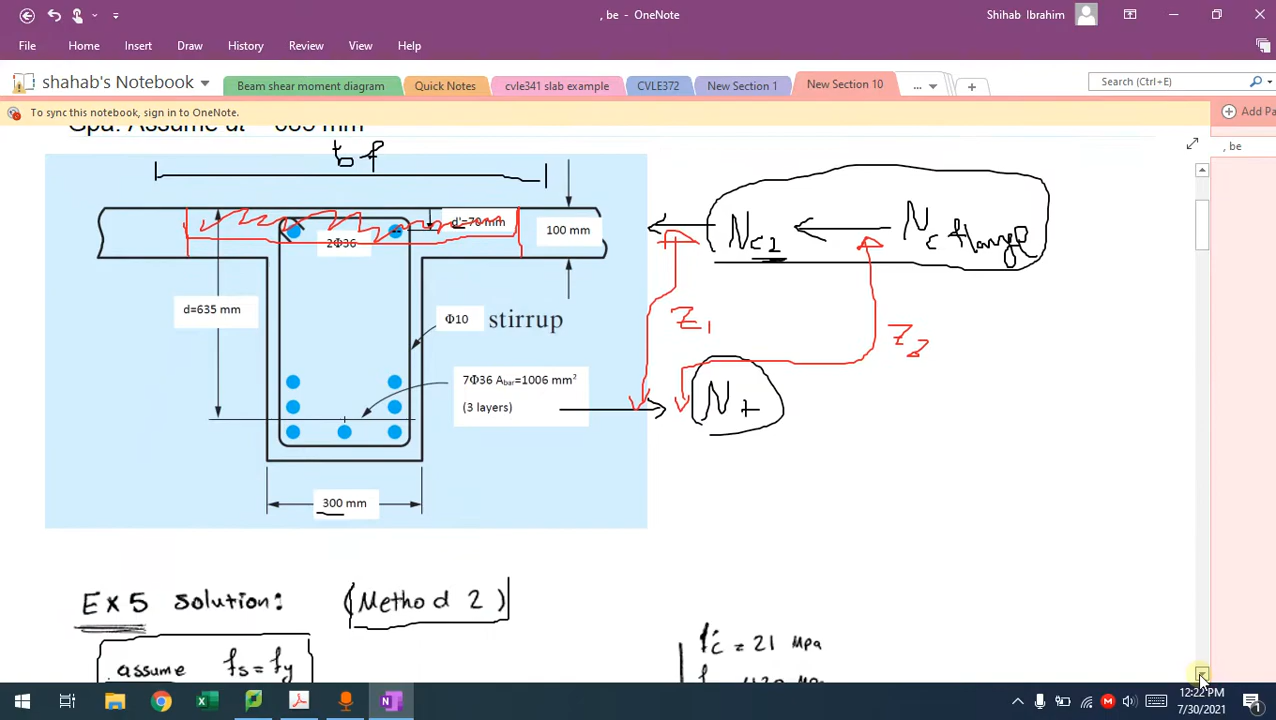 , be - OneNote
Shihab Ibrahim
File Home Insert Draw History Review View Help
shahab's Notebook
Beam shear moment diagram
Quick Notes
cvle341 slab example
CVLE372
New Section 1
New Section 10
...
Search (Ctrl+E)
To sync this notebook, sign in to OneNote.
Add Pa
, be
bf
d'=70 mm
2Φ36
100 mm
Nc2
Nc flange
d=635 mm
Φ10 stirrup
Z1
Z2
7Φ36 Abar=1006 mm²
(3 layers)
N+
300 mm
Ex 5 solution: (Method 2)
assume fs = fy
f'c = 21 MPa
12:22 PM
7/30/2021